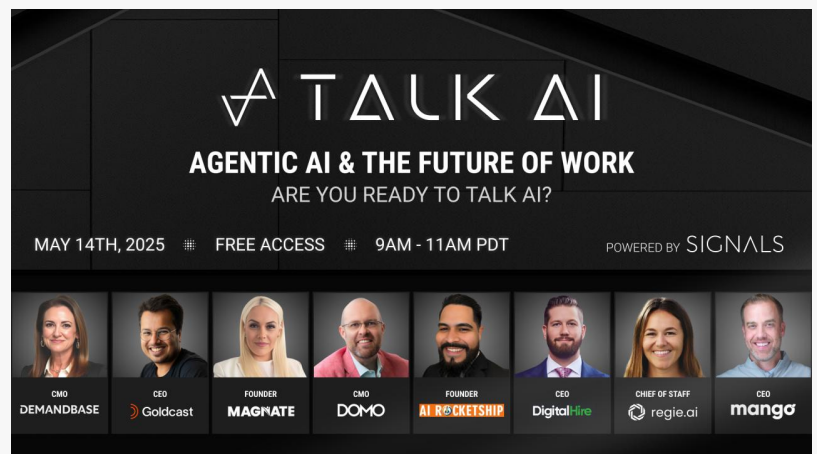 TALK AI
AGENTIC AI & THE FUTURE OF WORK
ARE YOU READY TO TALK AI?
MAY 14TH, 2025 FREE ACCESS 9AM - 11AM PDT
POWERED BY SIGNALS
CMO
DEMANDBASE
CEO
Goldcast
FOUNDER
MAGNATE
CMO
DOMO
FOUNDER
AI ROCKETSHIP
CEO
DigitalHire
CHIEF OF STAFF
regie.ai
CEO
mango